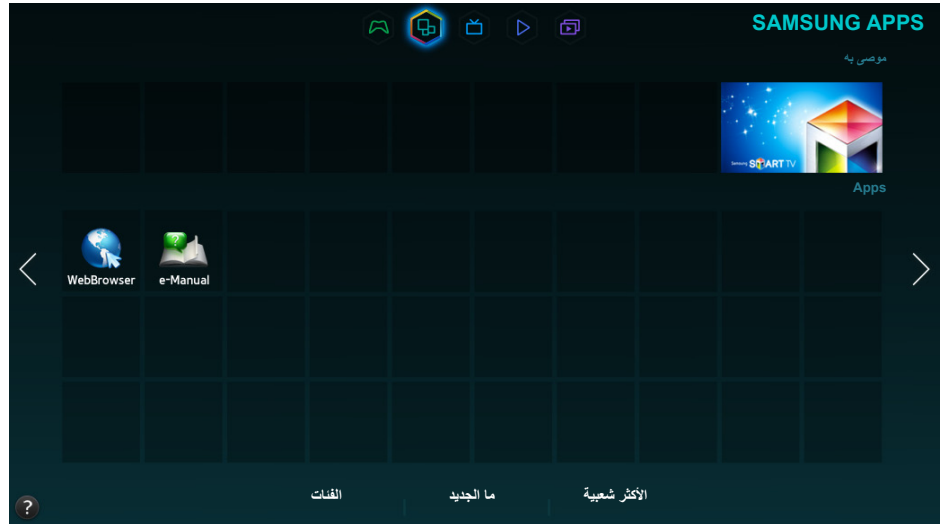 SAMSUNG APPS
موصى به
Samsung SMART TV
Apps
WebBrowser
e-Manual
الأكثر شعبية
ما الجديد
الفئات
?